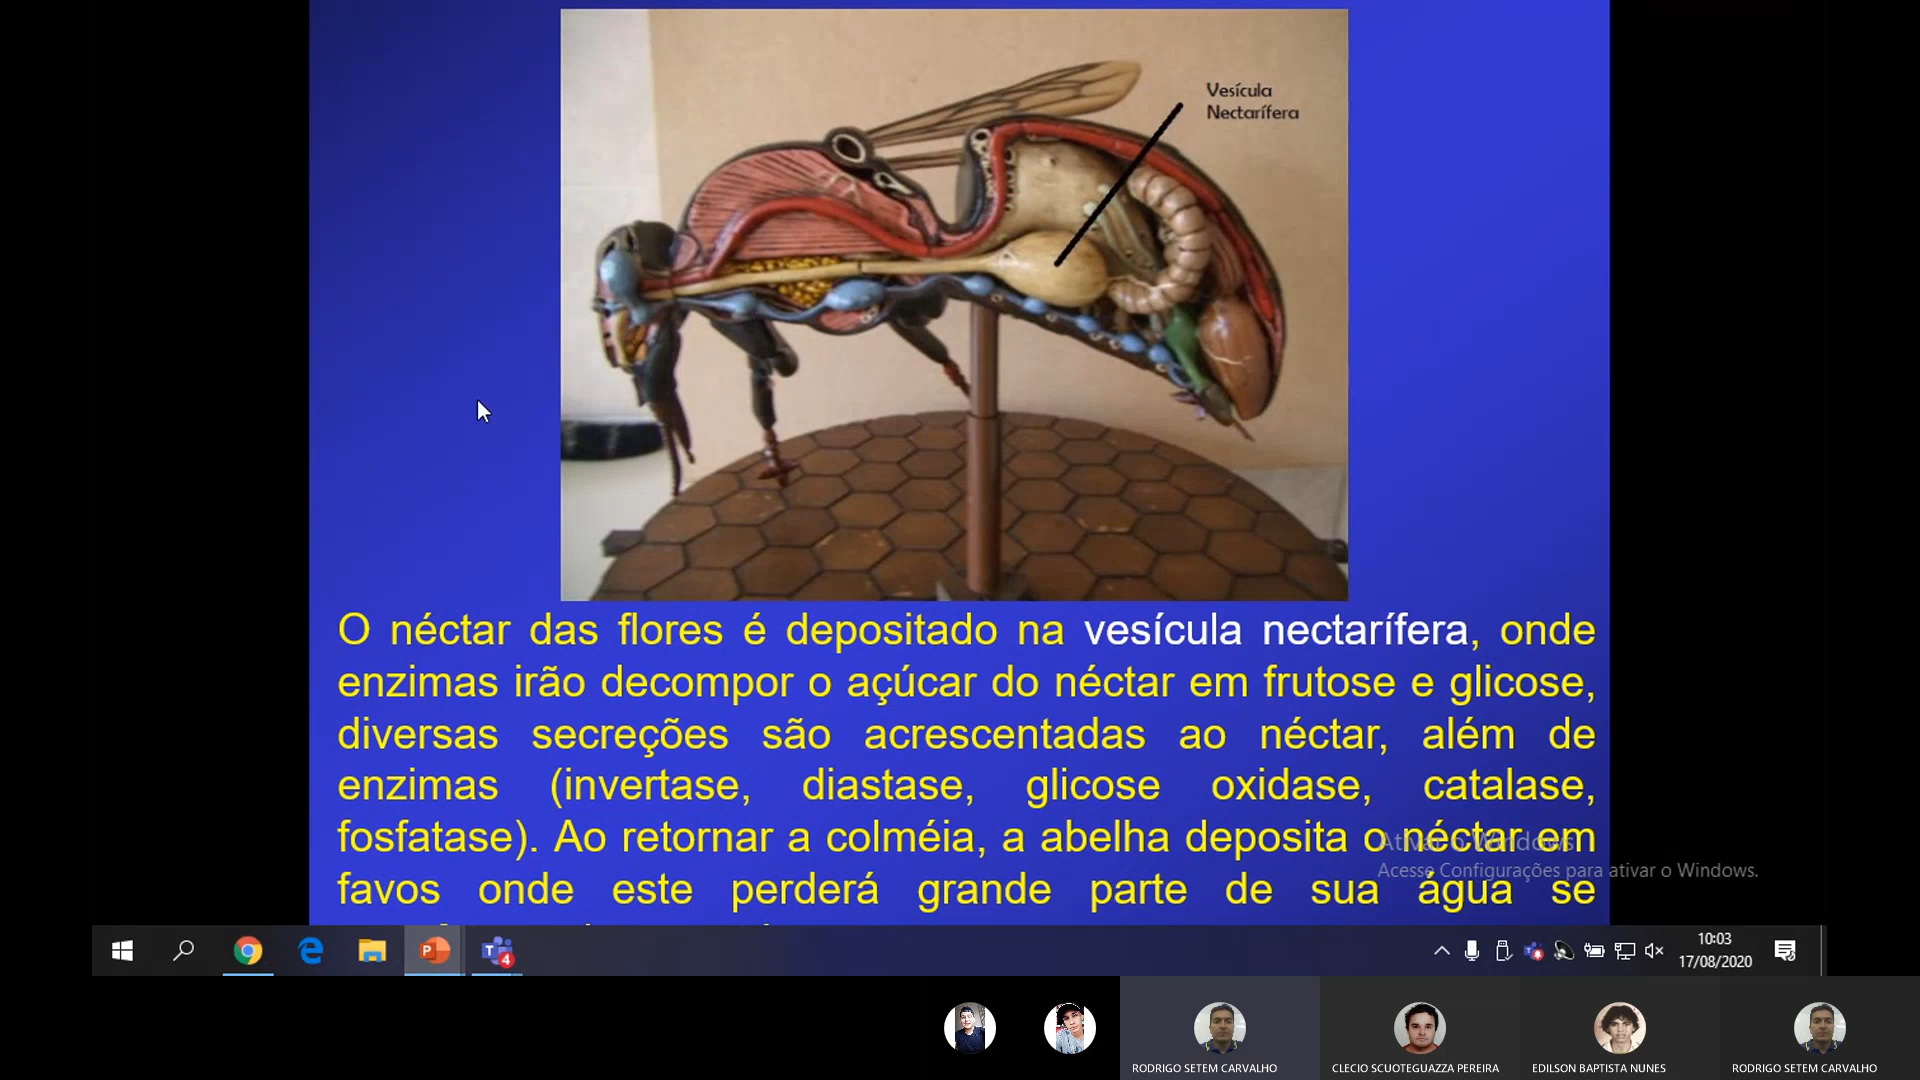 Vesícula
Nectarífera
O néctar das flores é depositado na vesícula nectarífera, onde
enzimas irão decompor o açúcar do néctar em frutose e glicose,
diversas secreções são acrescentadas ao néctar, além de
enzimas (invertase, diastase, glicose oxidase, catalase,
fosfatase). Ao retornar a colméia, a abelha deposita o néctar em
favos onde este perderá grande parte de sua água se
Ativar o Windows
Acesse Configurações para ativar o Windows.
P
T
4
10:03
17/08/2020
RODRIGO SETEM CARVALHO
CLECIO SCUOTEGUAZZA PEREIRA
EDILSON BAPTISTA NUNES
RODRIGO SETEM CARVALHO